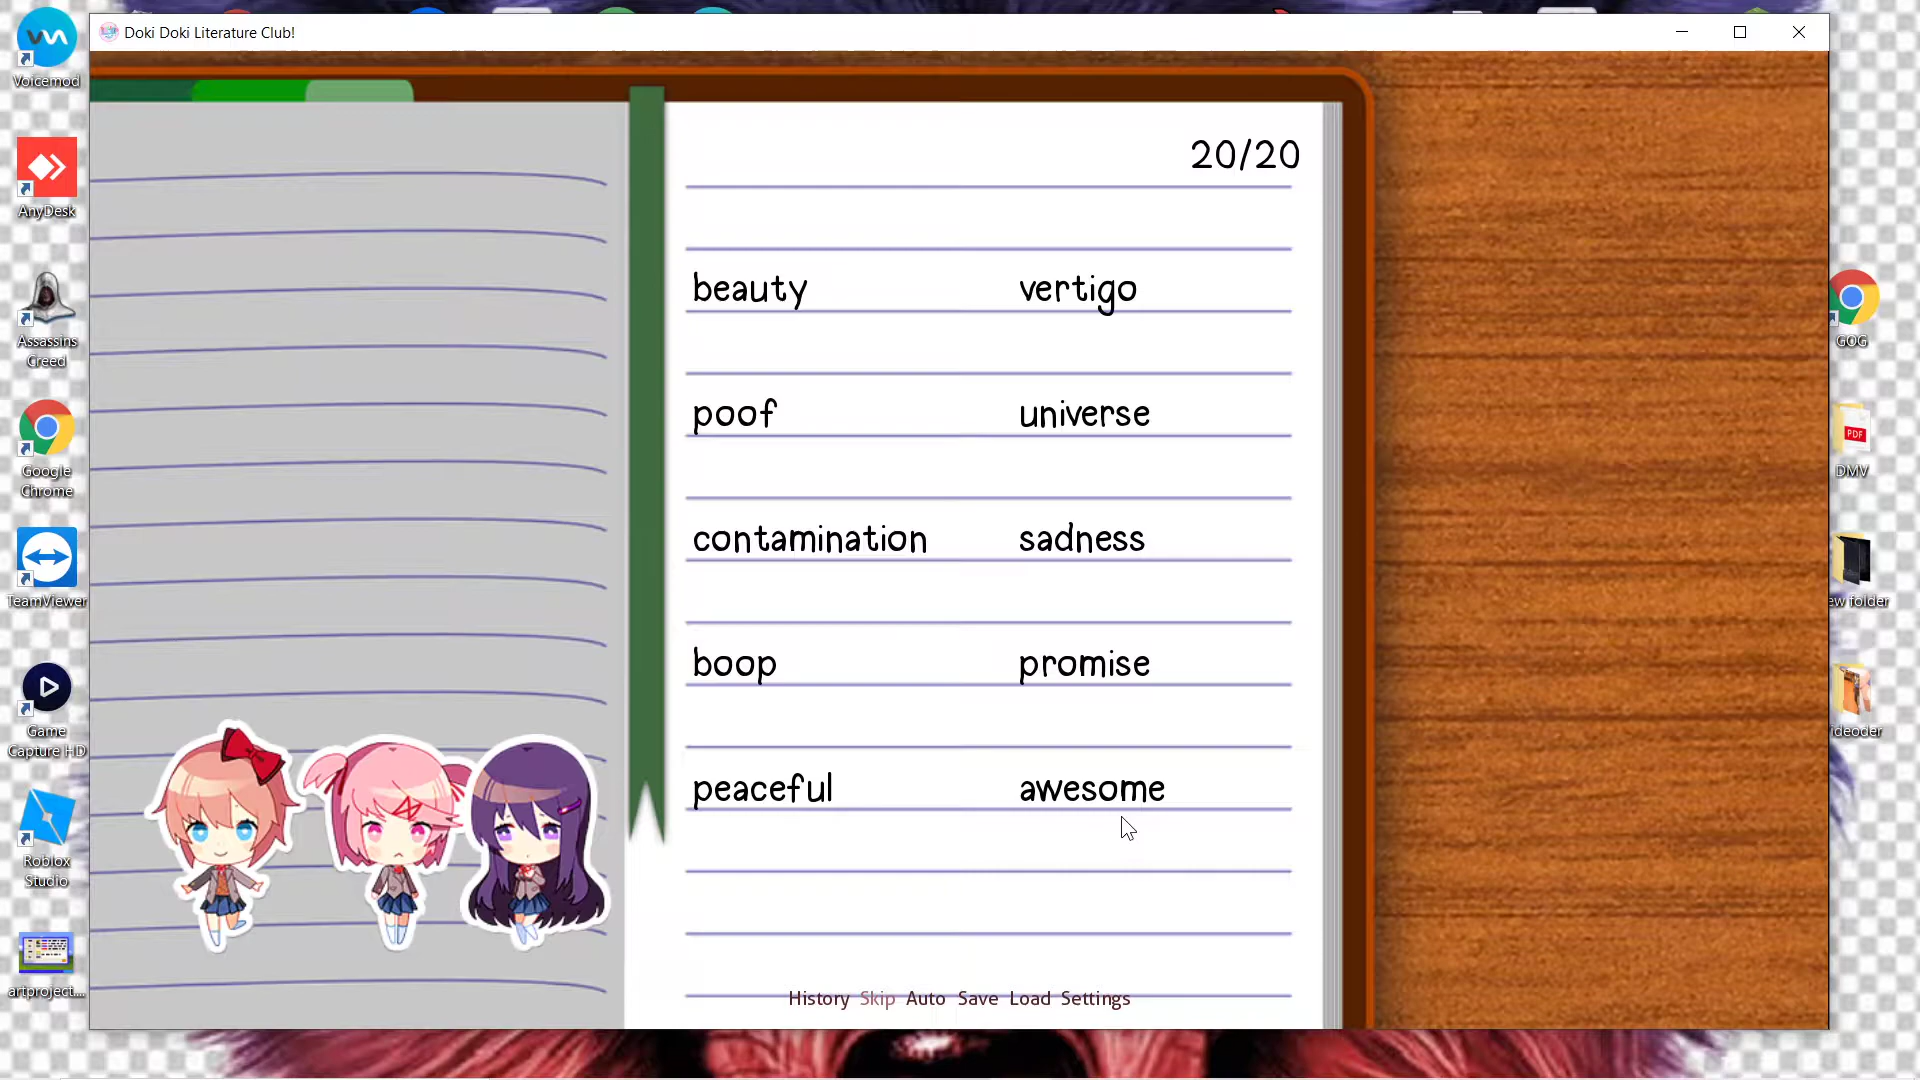 Doki Doki Literature Club!
Voicemod
AnyDesk
Assassins
Creed
Google
Chrome
TeamViewer
Game
Capture HD
Roblox
Studio
artproject....
20/20
beauty vertigo
poof universe
contamination sadness
boop promise
peaceful awesome
History Skip Auto Save Load Settings
GOG
PDF
DMV
ew folder
ideoder